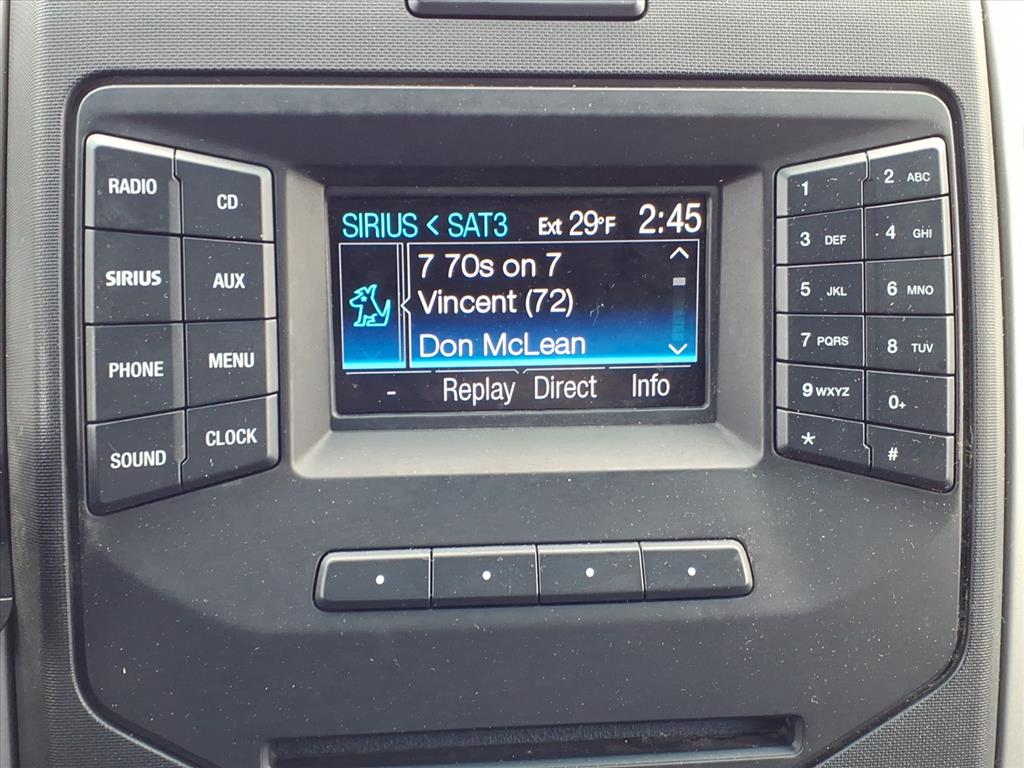 RADIO
CD
SIRIUS
AUX
PHONE
MENU
SOUND
CLOCK
SIRIUS < SAT3 Ext 29°F 2:45
7 70s on 7
Vincent (72)
Don McLean
- Replay Direct Info
1
2 ABC
3 DEF
4 GHI
5 JKL
6 MNO
7 PQRS
8 TUV
9 WXYZ
0+
*
#